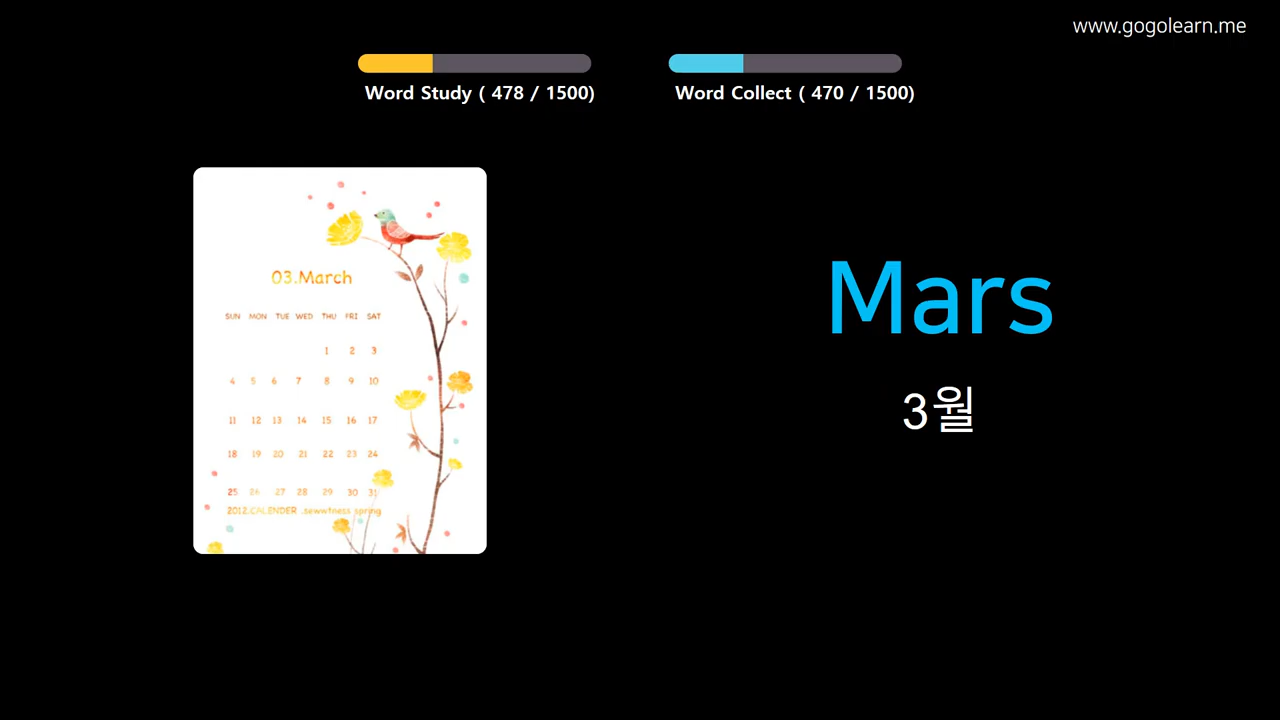 www.gogolearn.me
Word Study ( 478 / 1500)
Word Collect ( 470 / 1500)
03.March
SUN MON TUE WED THU FRI SAT
1 2 3
4 5 6 7 8 9 10
11 12 13 14 15 16 17
18 19 20 21 22 23 24
25 26 27 28 29 30 31
2012.CALENDER .tewwtness spring
Mars
3월